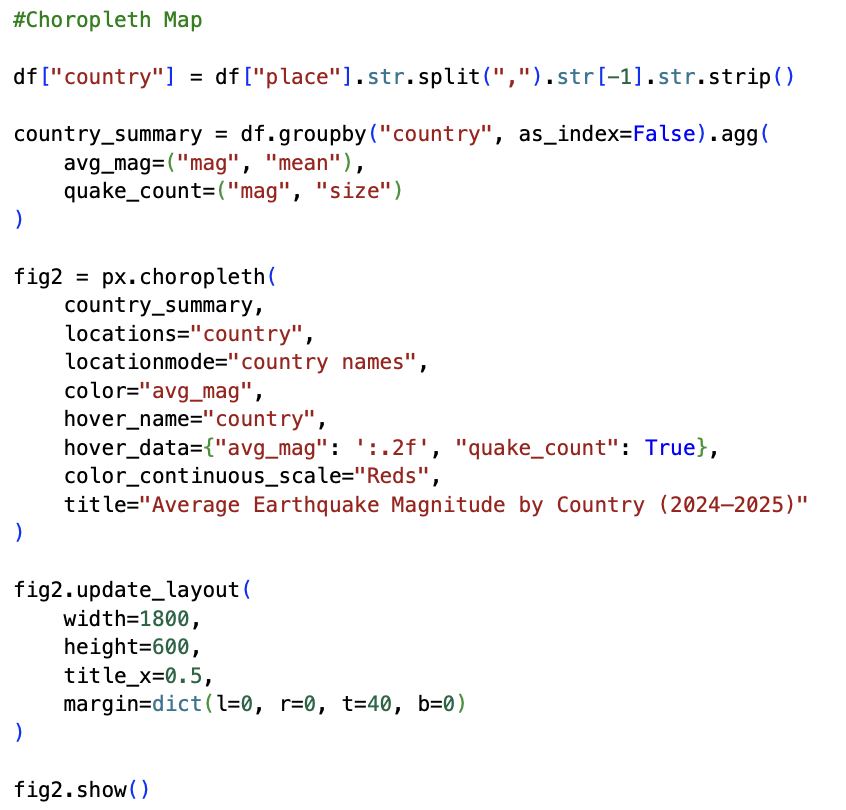 #Choropleth Map
df["country"] = df["place"].str.split(",").str[-1].str.strip()
country_summary = df.groupby("country", as_index=False).agg(
    avg_mag=("mag", "mean"),
    quake_count=("mag", "size")
)
fig2 = px.choropleth(
    country_summary,
    locations="country",
    locationmode="country names",
    color="avg_mag",
    hover_name="country",
    hover_data={"avg_mag": ':.2f', "quake_count": True},
    color_continuous_scale="Reds",
    title="Average Earthquake Magnitude by Country (2024–2025)"
)
fig2.update_layout(
    width=1800,
    height=600,
    title_x=0.5,
    margin=dict(l=0, r=0, t=40, b=0)
)
fig2.show()